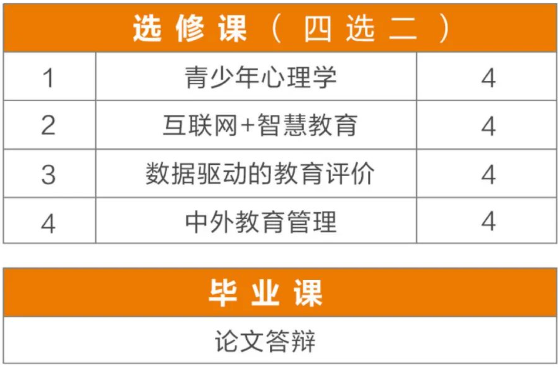 选修课（四选二）
1 青少年心理学 4
2 互联网+智慧教育 4
3 数据驱动的教育评价 4
4 中外教育管理 4
毕业课
论文答辩